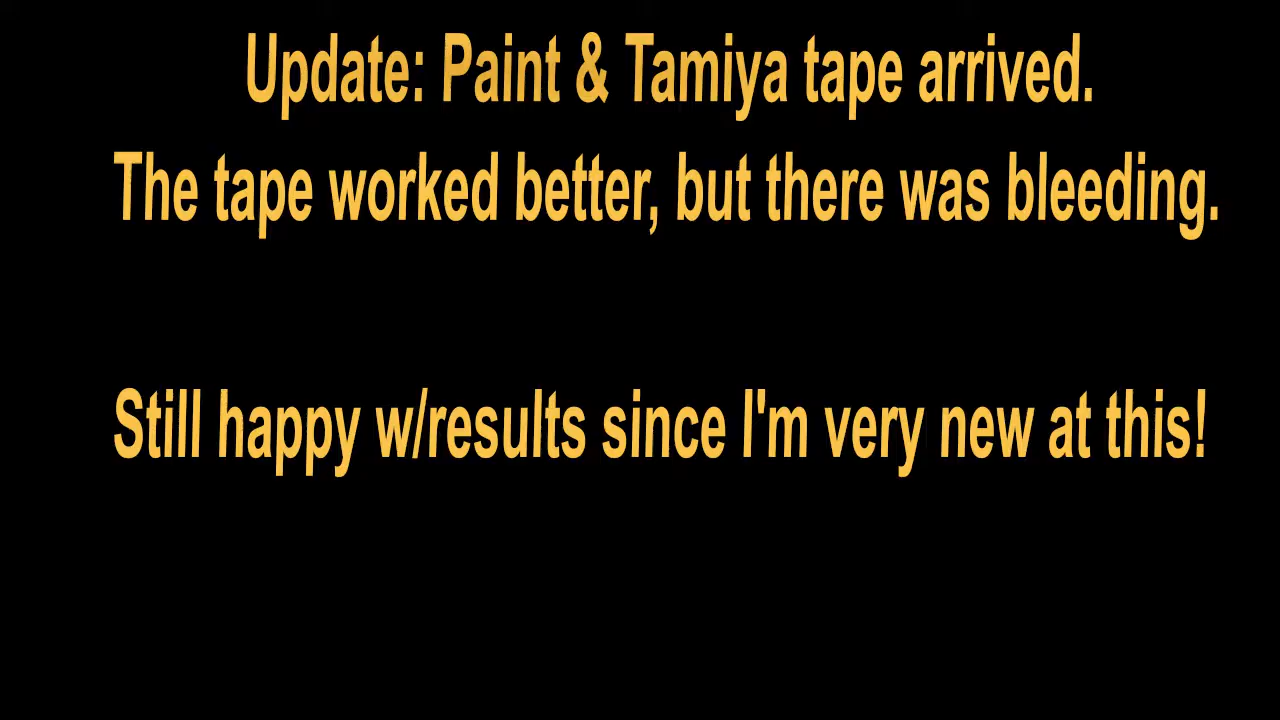 Update: Paint & Tamiya tape arrived.
The tape worked better, but there was bleeding.
Still happy w/results since I'm very new at this!